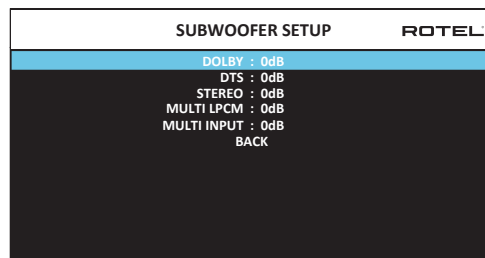 SUBWOOFER SETUP ROTEL
DOLBY : 0dB
DTS : 0dB
STEREO : 0dB
MULTI LPCM : 0dB
MULTI INPUT : 0dB
BACK